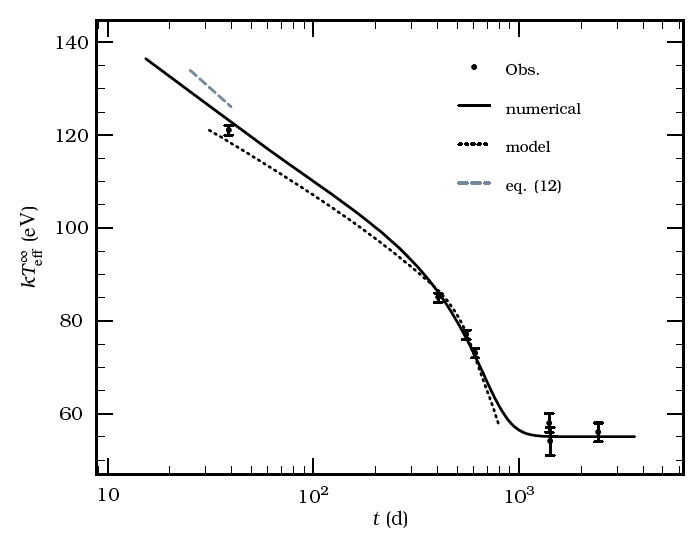 140
120
100
80
60
kT∞eff (eV)
Obs.
numerical
model
eq. (12)
10
10²
10³
t (d)